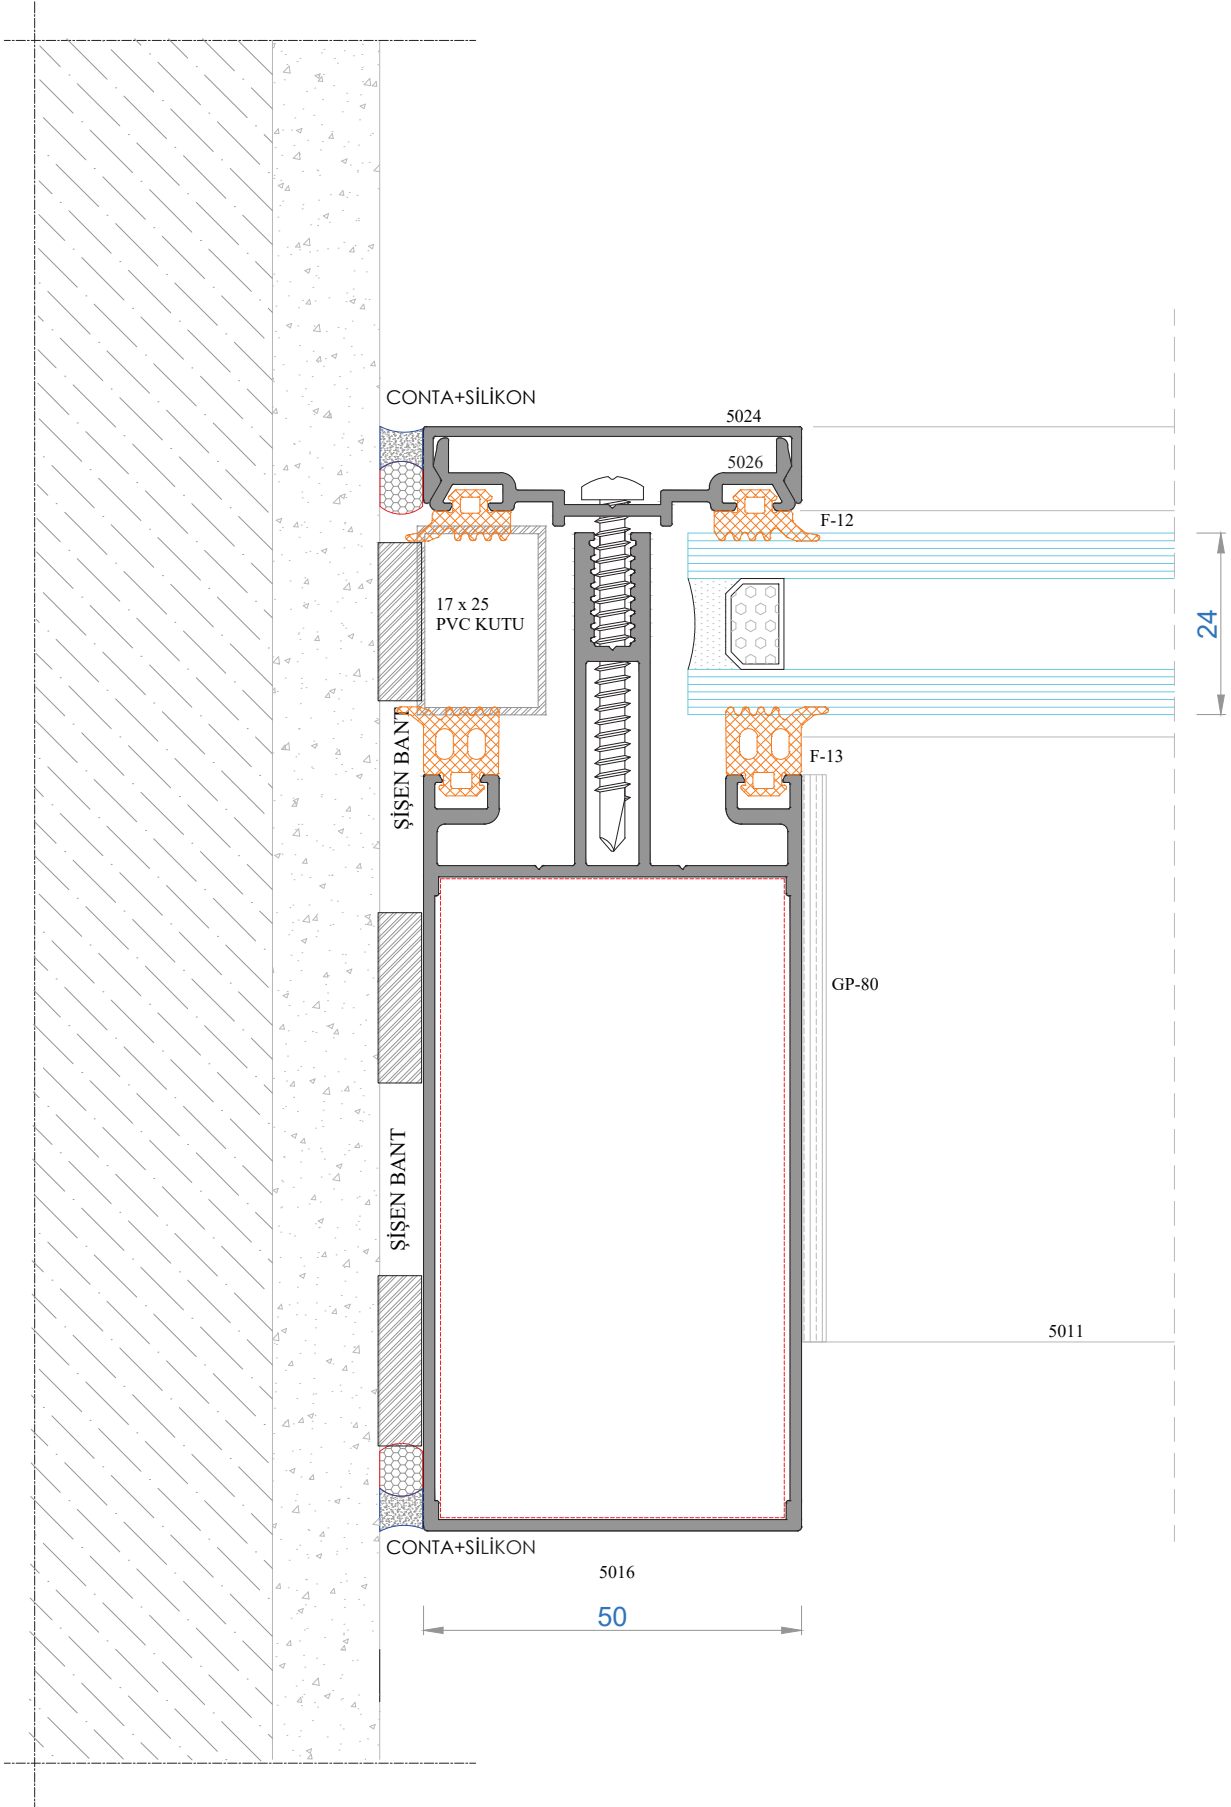 CONTA+SİLİKON
5024
5026
F-12
17 x 25
PVC KUTU
24
ŞİŞEN BANT
F-13
GP-80
ŞİŞEN BANT
5011
CONTA+SİLİKON
5016
50